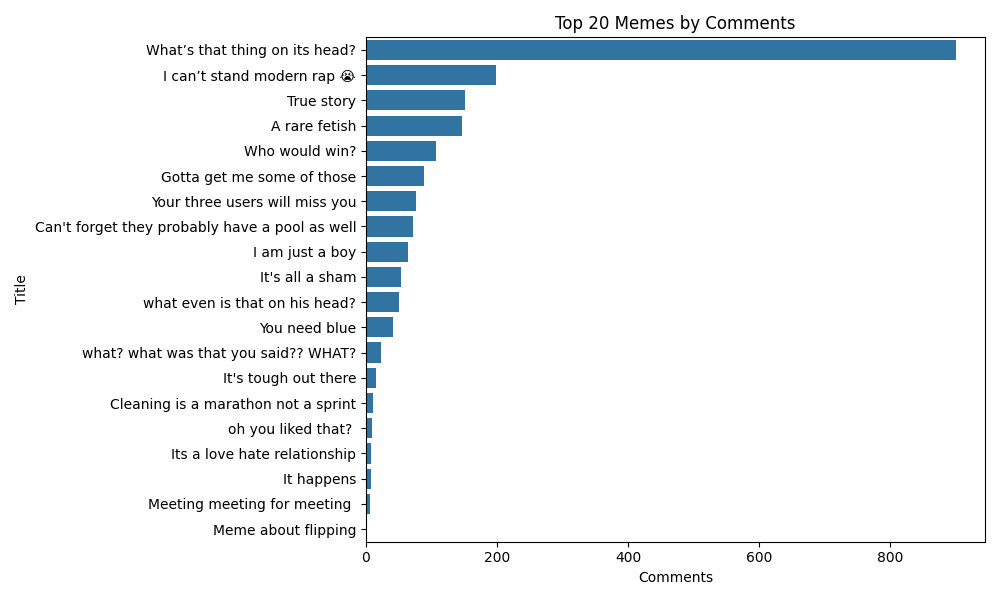 Top 20 Memes by Comments
What’s that thing on its head?
I can’t stand modern rap 😭
True story
A rare fetish
Who would win?
Gotta get me some of those
Your three users will miss you
Can't forget they probably have a pool as well
I am just a boy
It's all a sham
what even is that on his head?
You need blue
what? what was that you said?? WHAT?
It's tough out there
Cleaning is a marathon not a sprint
oh you liked that?
Its a love hate relationship
It happens
Meeting meeting for meeting
Meme about flipping
Title
0 200 400 600 800
Comments